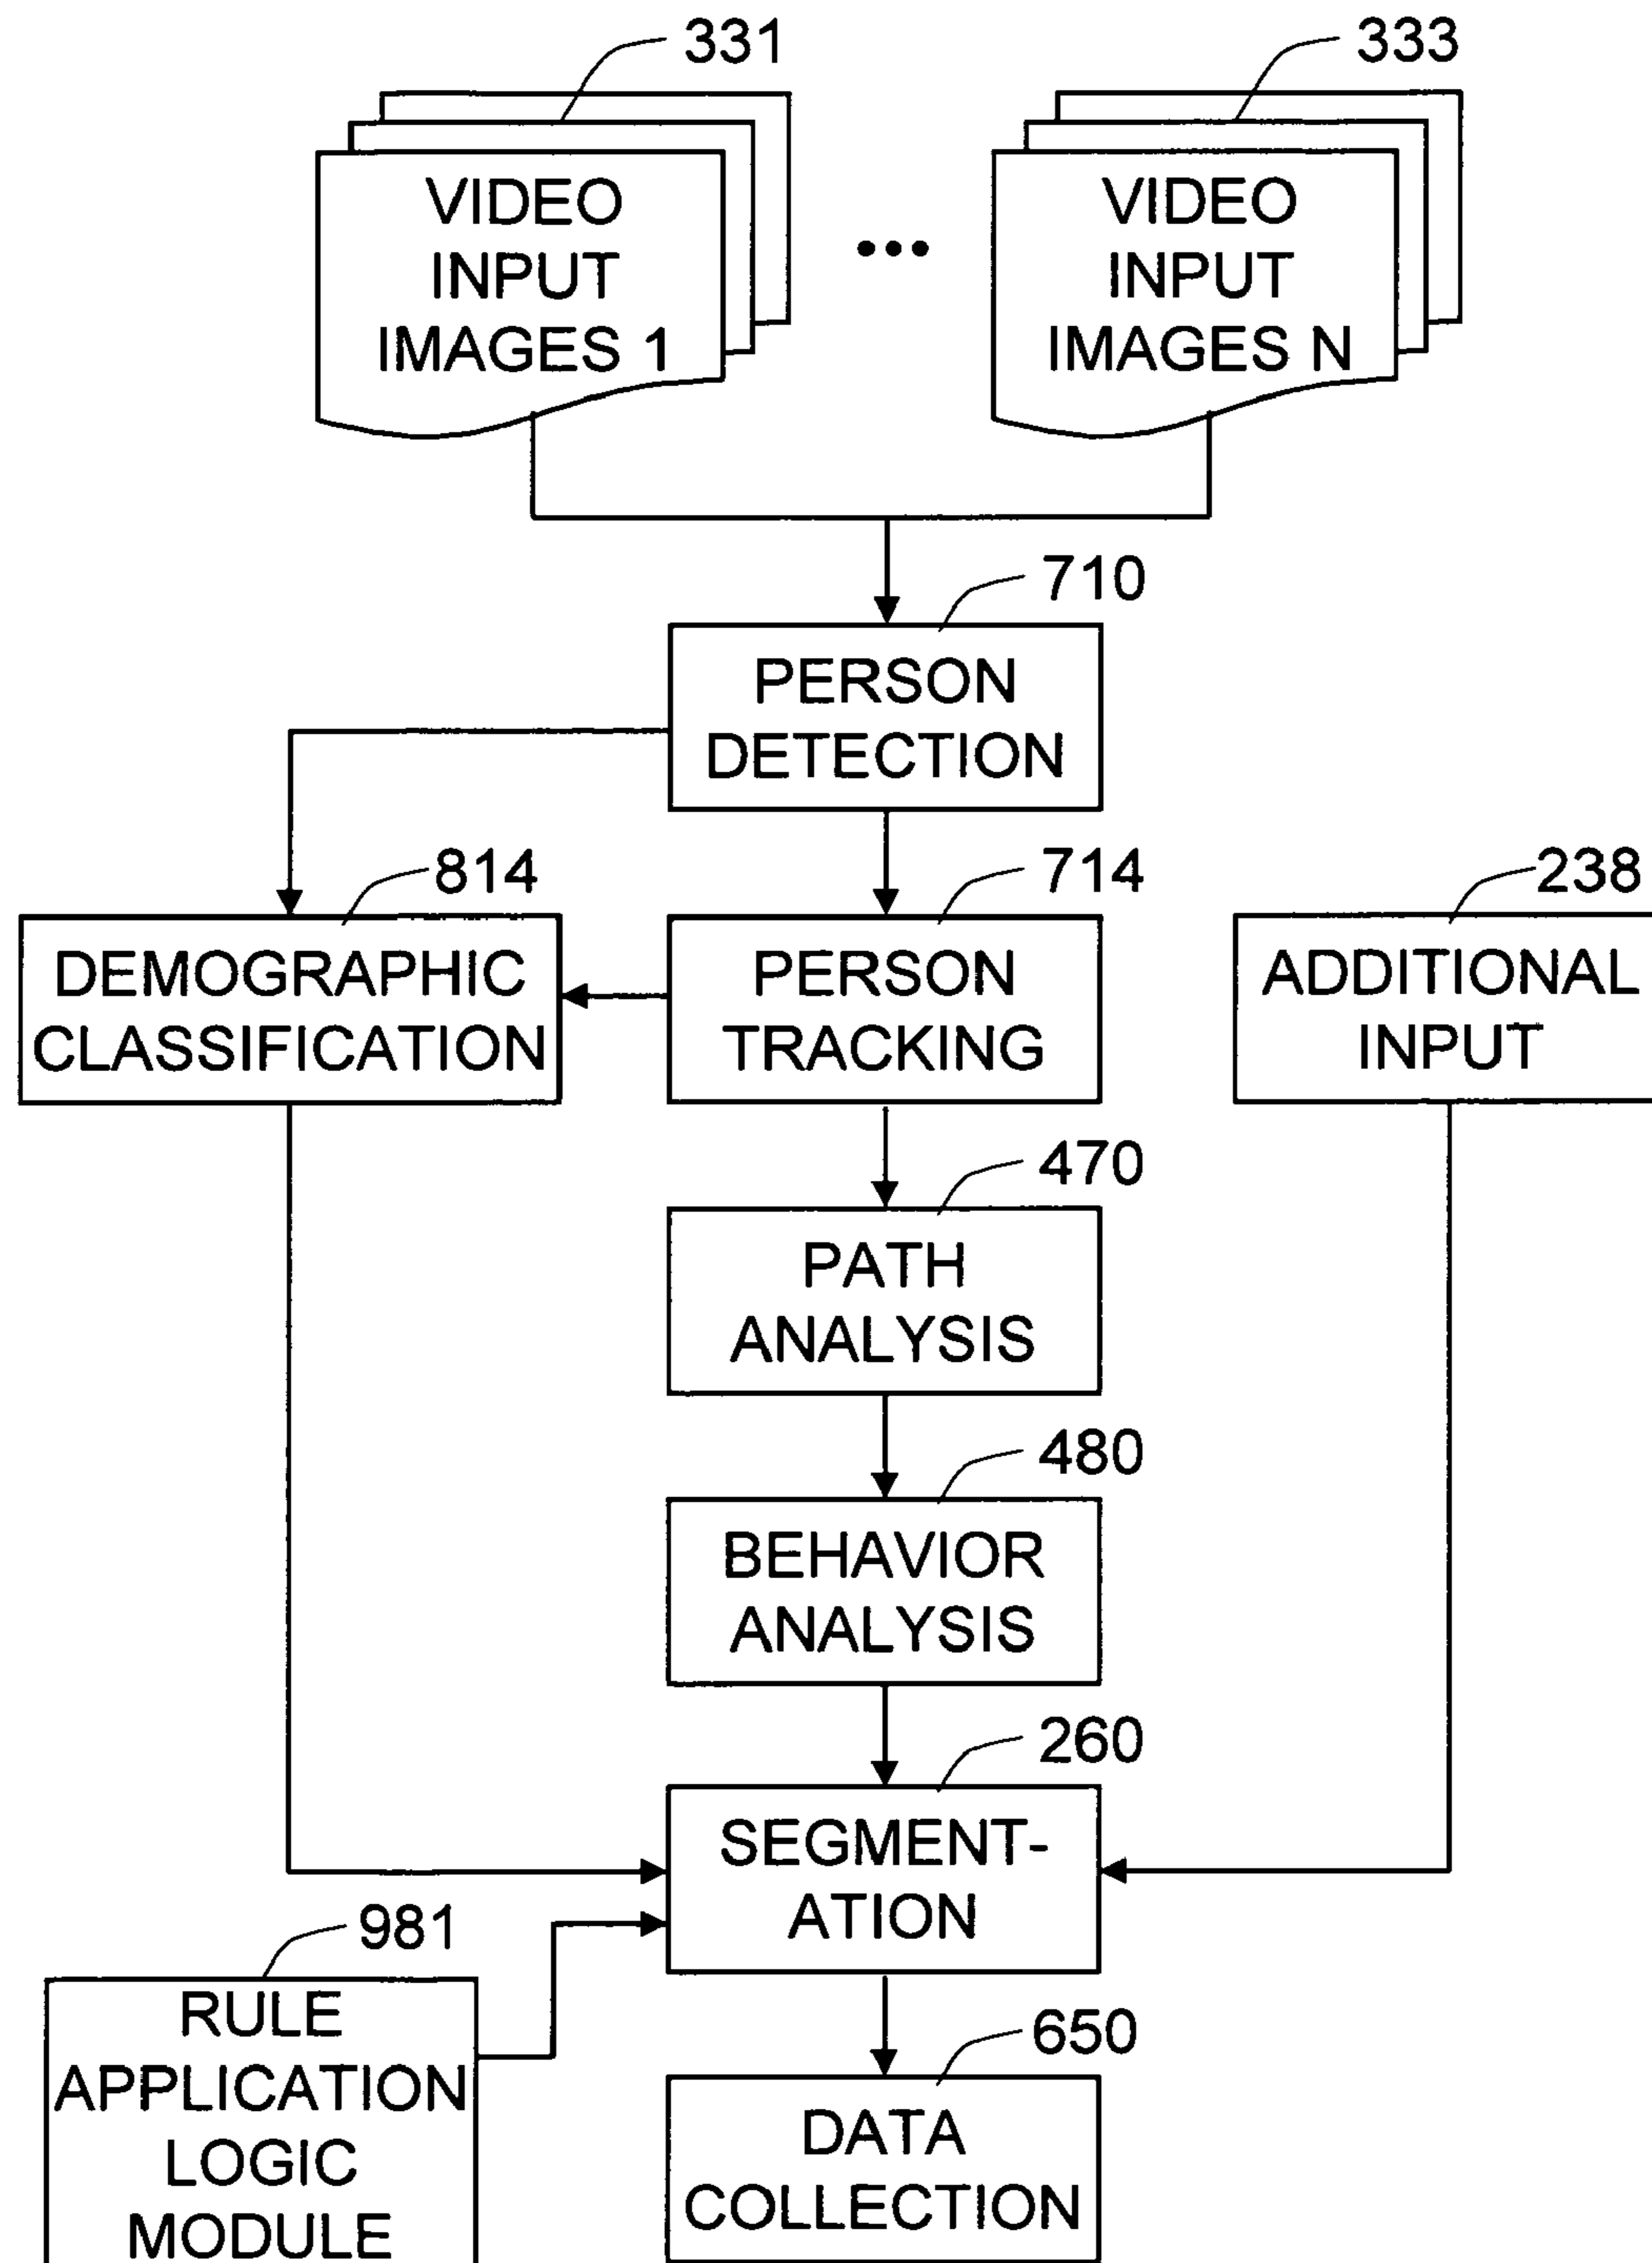 331
333
VIDEO
INPUT
IMAGES 1
...
VIDEO
INPUT
IMAGES N
710
PERSON
DETECTION
814
714
238
DEMOGRAPHIC
CLASSIFICATION
PERSON
TRACKING
ADDITIONAL
INPUT
470
PATH
ANALYSIS
480
BEHAVIOR
ANALYSIS
260
SEGMENT-
ATION
981
RULE
APPLICATION
LOGIC
MODULE
650
DATA
COLLECTION